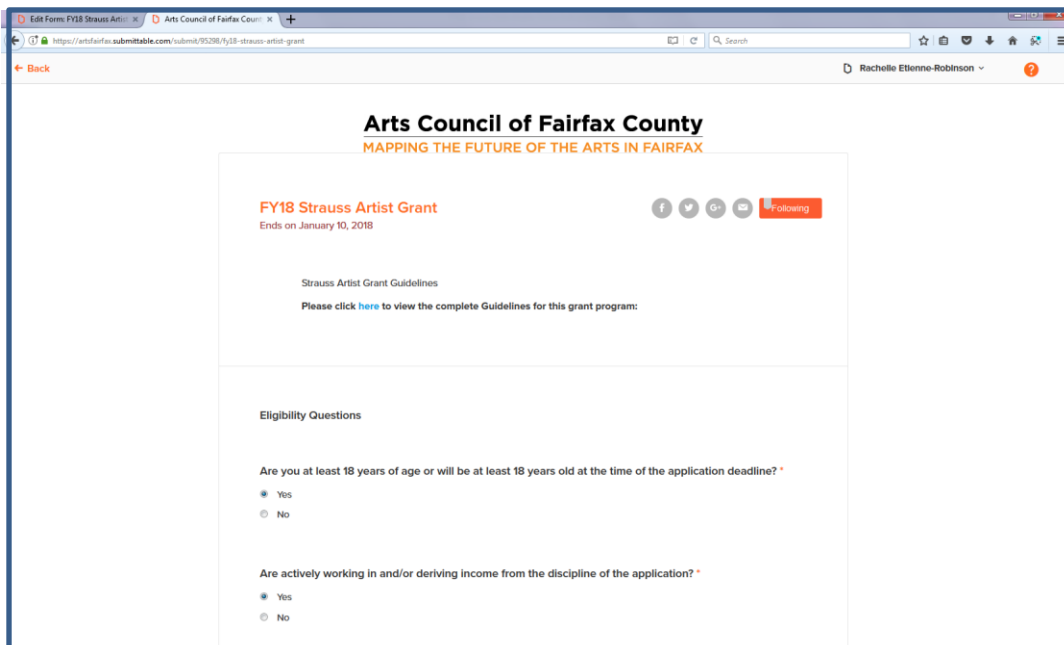 Edit Form: FY18 Strauss Artist
Arts Council of Fairfax Coun
https://artsfairfax.submittable.com/submit/95298/fy18-strauss-artist-grant
Search
Back
Rachelle Etienne-Robinson
?
Arts Council of Fairfax County
MAPPING THE FUTURE OF THE ARTS IN FAIRFAX
FY18 Strauss Artist Grant
Following
Ends on January 10, 2018
Strauss Artist Grant Guidelines
Please click here to view the complete Guidelines for this grant program:
Eligibility Questions
Are you at least 18 years of age or will be at least 18 years old at the time of the application deadline? *
Yes
No
Are actively working in and/or deriving income from the discipline of the application? *
Yes
No